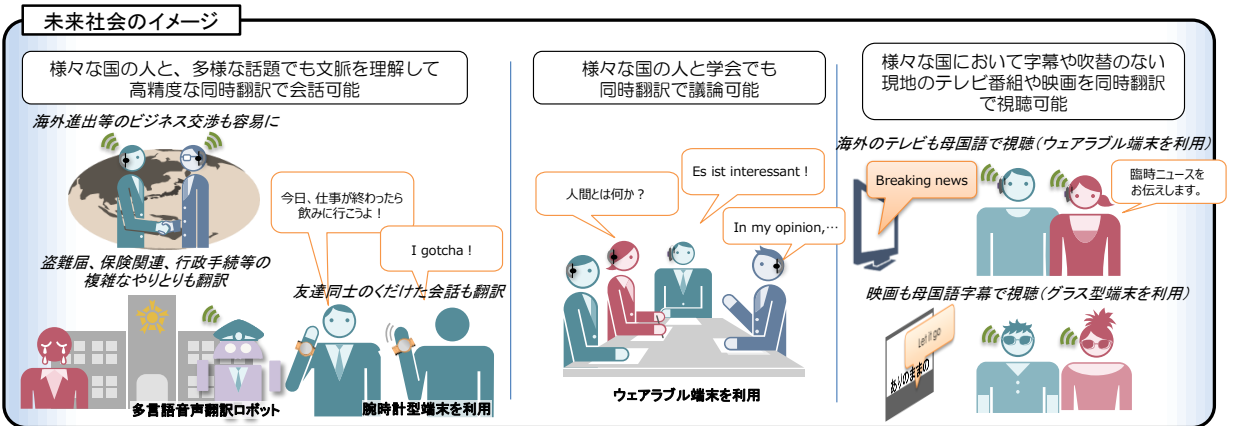 未来社会のイメージ
様々な国の人と、多様な話題でも文脈を理解して
高精度な同時翻訳で会話可能
海外進出等のビジネス交渉も容易に
今日、仕事が終わったら
飲みに行こうよ！
I gotcha！
盗難届、保険関連、行政手続等の
複雑なやりとりも翻訳
友達同士のくだけた会話も翻訳
多言語音声翻訳ロボット
腕時計型端末を利用
様々な国の人と学会でも
同時翻訳で議論可能
人間とは何か？
Es ist interessant！
In my opinion,…
ウェアラブル端末を利用
様々な国において字幕や吹替のない
現地のテレビ番組や映画を同時翻訳
で視聴可能
海外のテレビも母国語で視聴（ウェアラブル端末を利用）
Breaking news
臨時ニュースを
お伝えします。
映画も母国語字幕で視聴（グラス型端末を利用）
Let it go
ありのままの